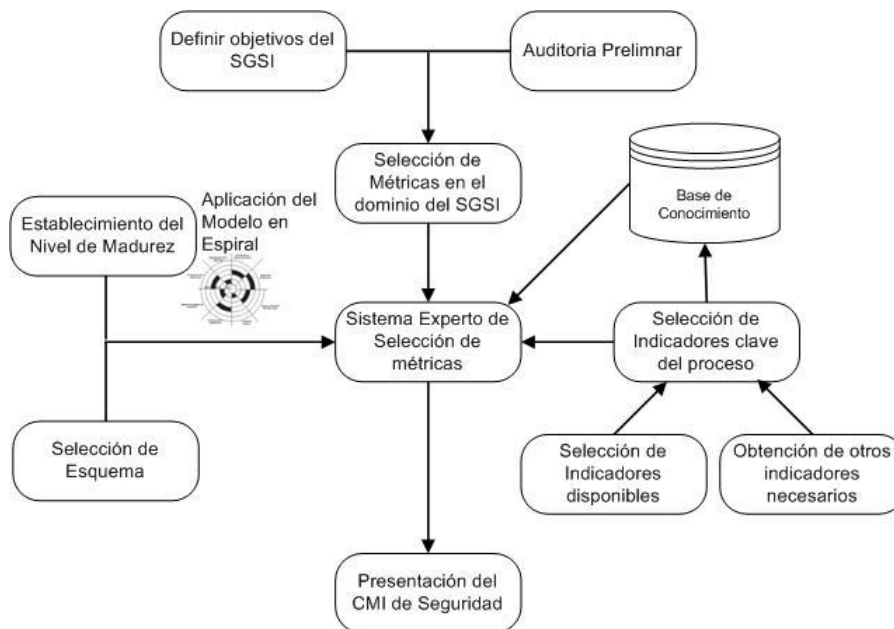 Definir objetivos del
SGSI
Auditoria Prelimnar
Selección de
Métricas en el
dominio del SGSI
Base de
Conocimiento
Aplicación del
Modelo en
Espiral
Establecimiento del
Nivel de Madurez
Sistema Experto de
Selección de
métricas
Selección de
Indicadores clave
del proceso
Selección de
Esquema
Selección de
Indicadores
disponibles
Obtención de otros
indicadores
necesarios
Presentación del
CMI de Seguridad